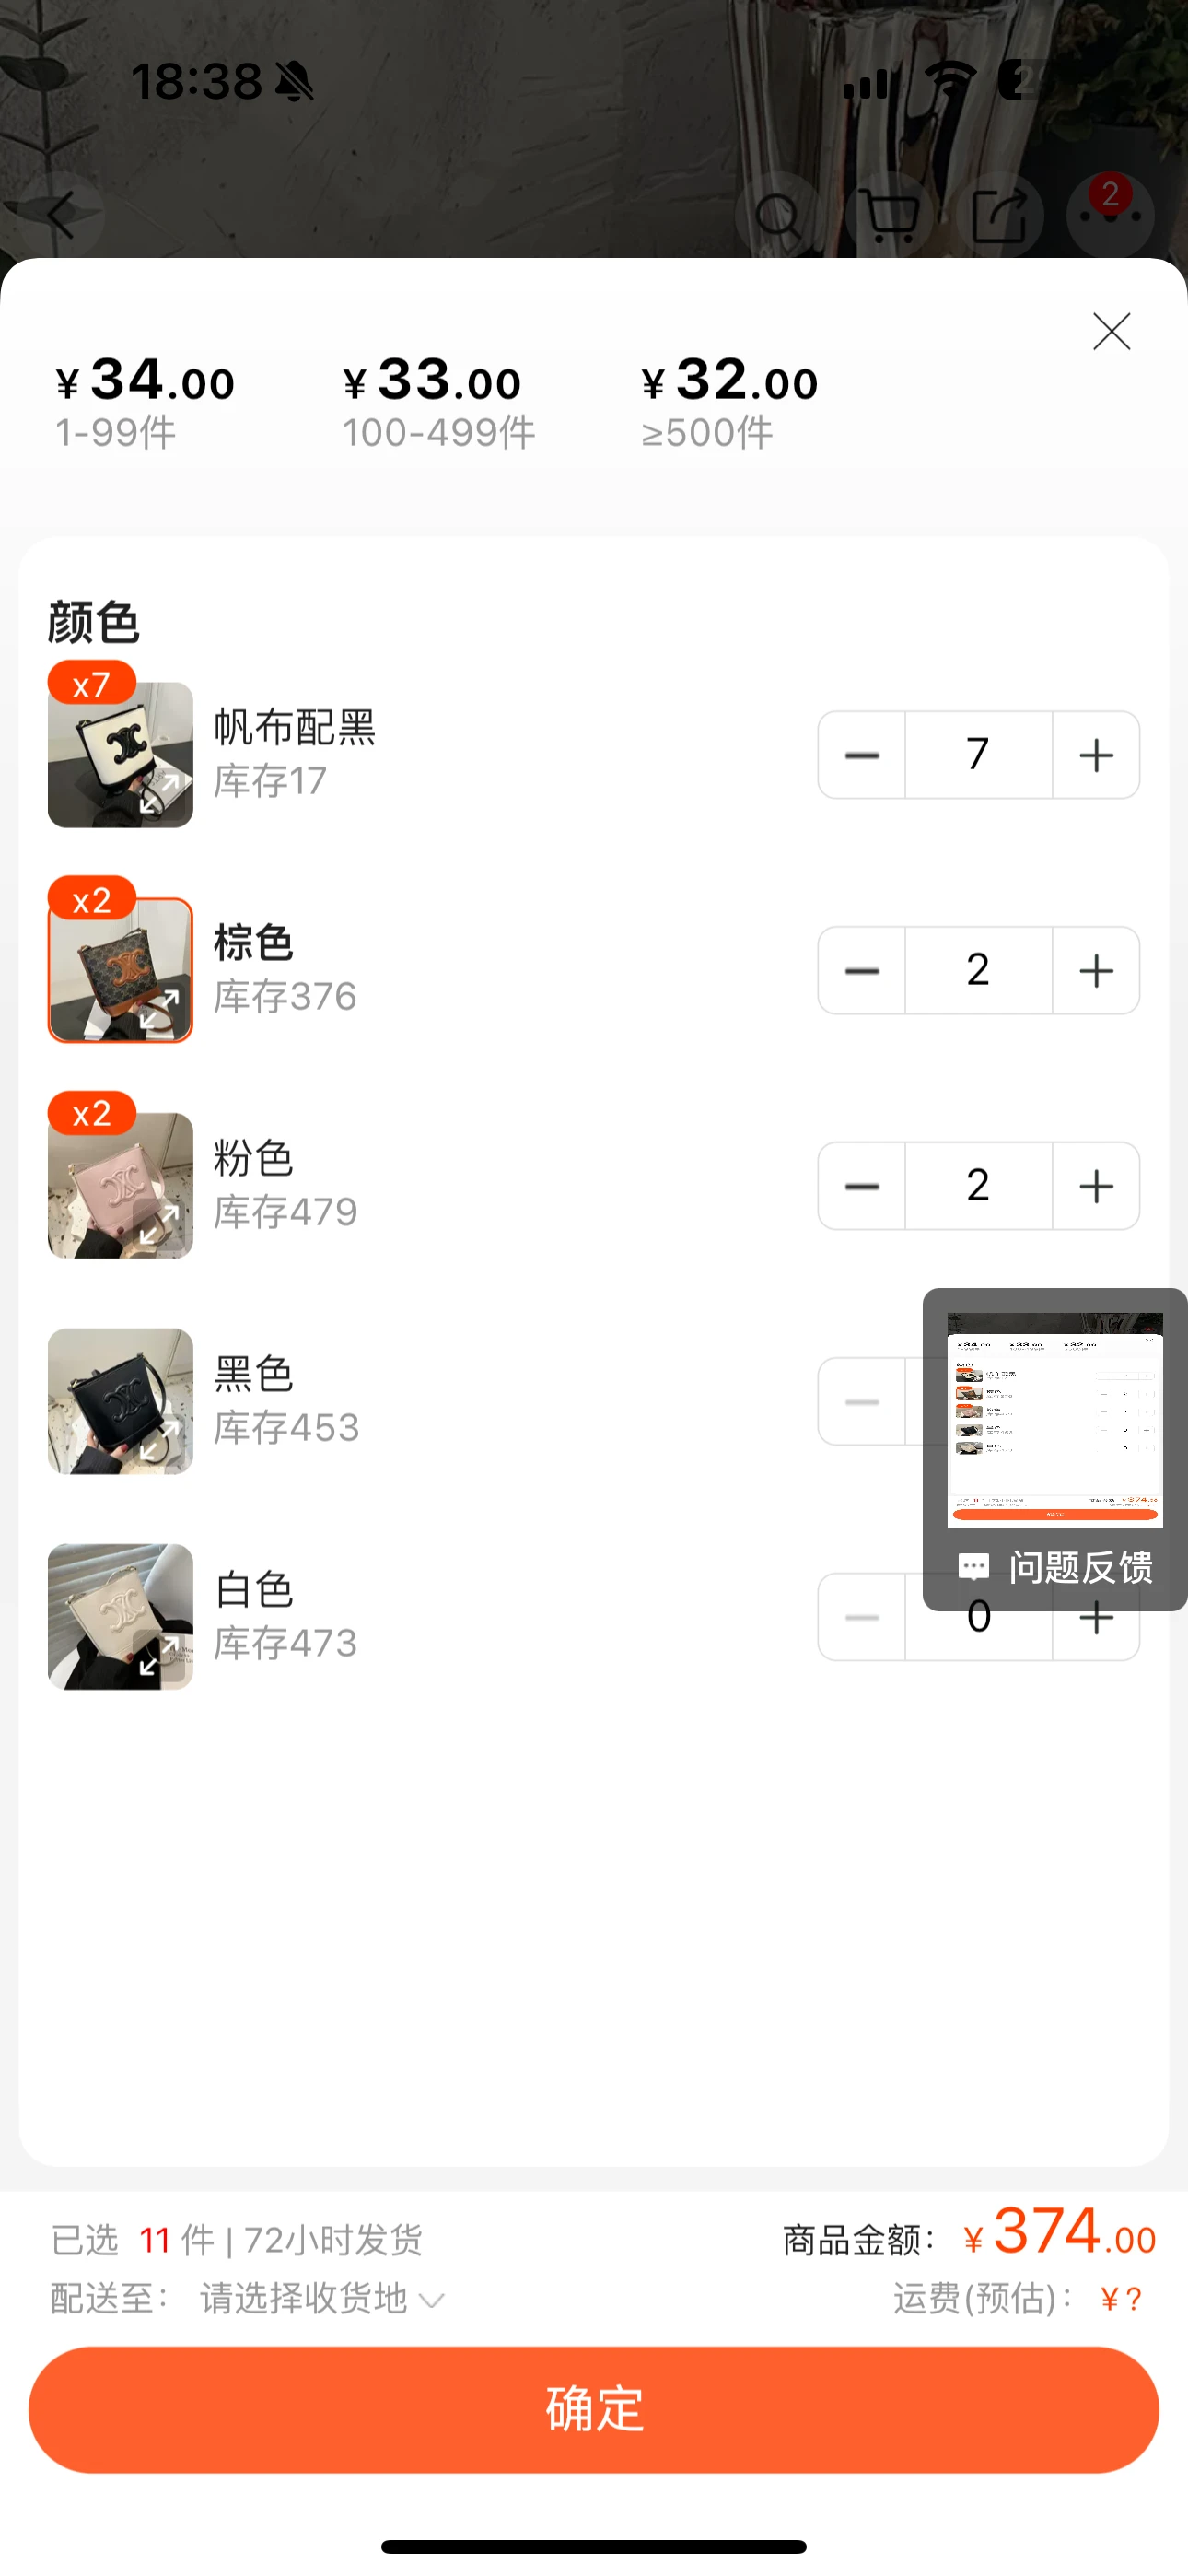 18:38
2
2
¥34.00 ¥33.00 ¥32.00
1-99件 100-499件 ≥500件
颜色
x7
帆布配黑
库存17
7
x2
棕色
库存376
2
x2
粉色
库存479
2
黑色
库存453
问题反馈
白色
库存473
0
已选 11 件 | 72小时发货 商品金额: ¥374.00
配送至: 请选择收货地 运费(预估): ¥?
确定